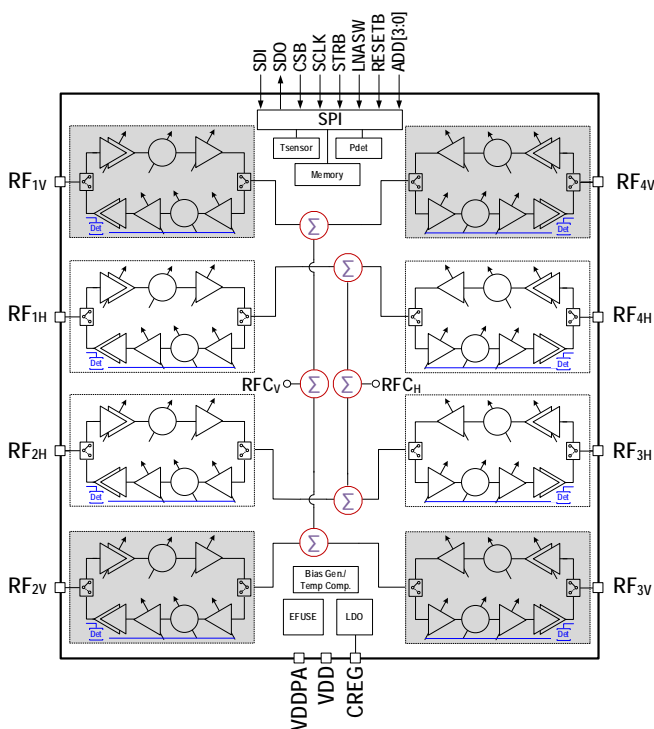 SDI
SDO
CSB
SCLK
STRB
LNASW
RESETB
ADD[3:0]
SPI
Tsensor
Pdet
Memory
RF1V
Det
Σ
RF4V
Det
RF1H
Det
Σ
RF4H
Det
RFCV
Σ
Σ
RFCH
RF2H
Det
Σ
RF3H
Det
RF2V
Det
Σ
RF3V
Det
Bias Gen./
Temp Comp.
EFUSE
LDO
VDDPA
VDD
CREG